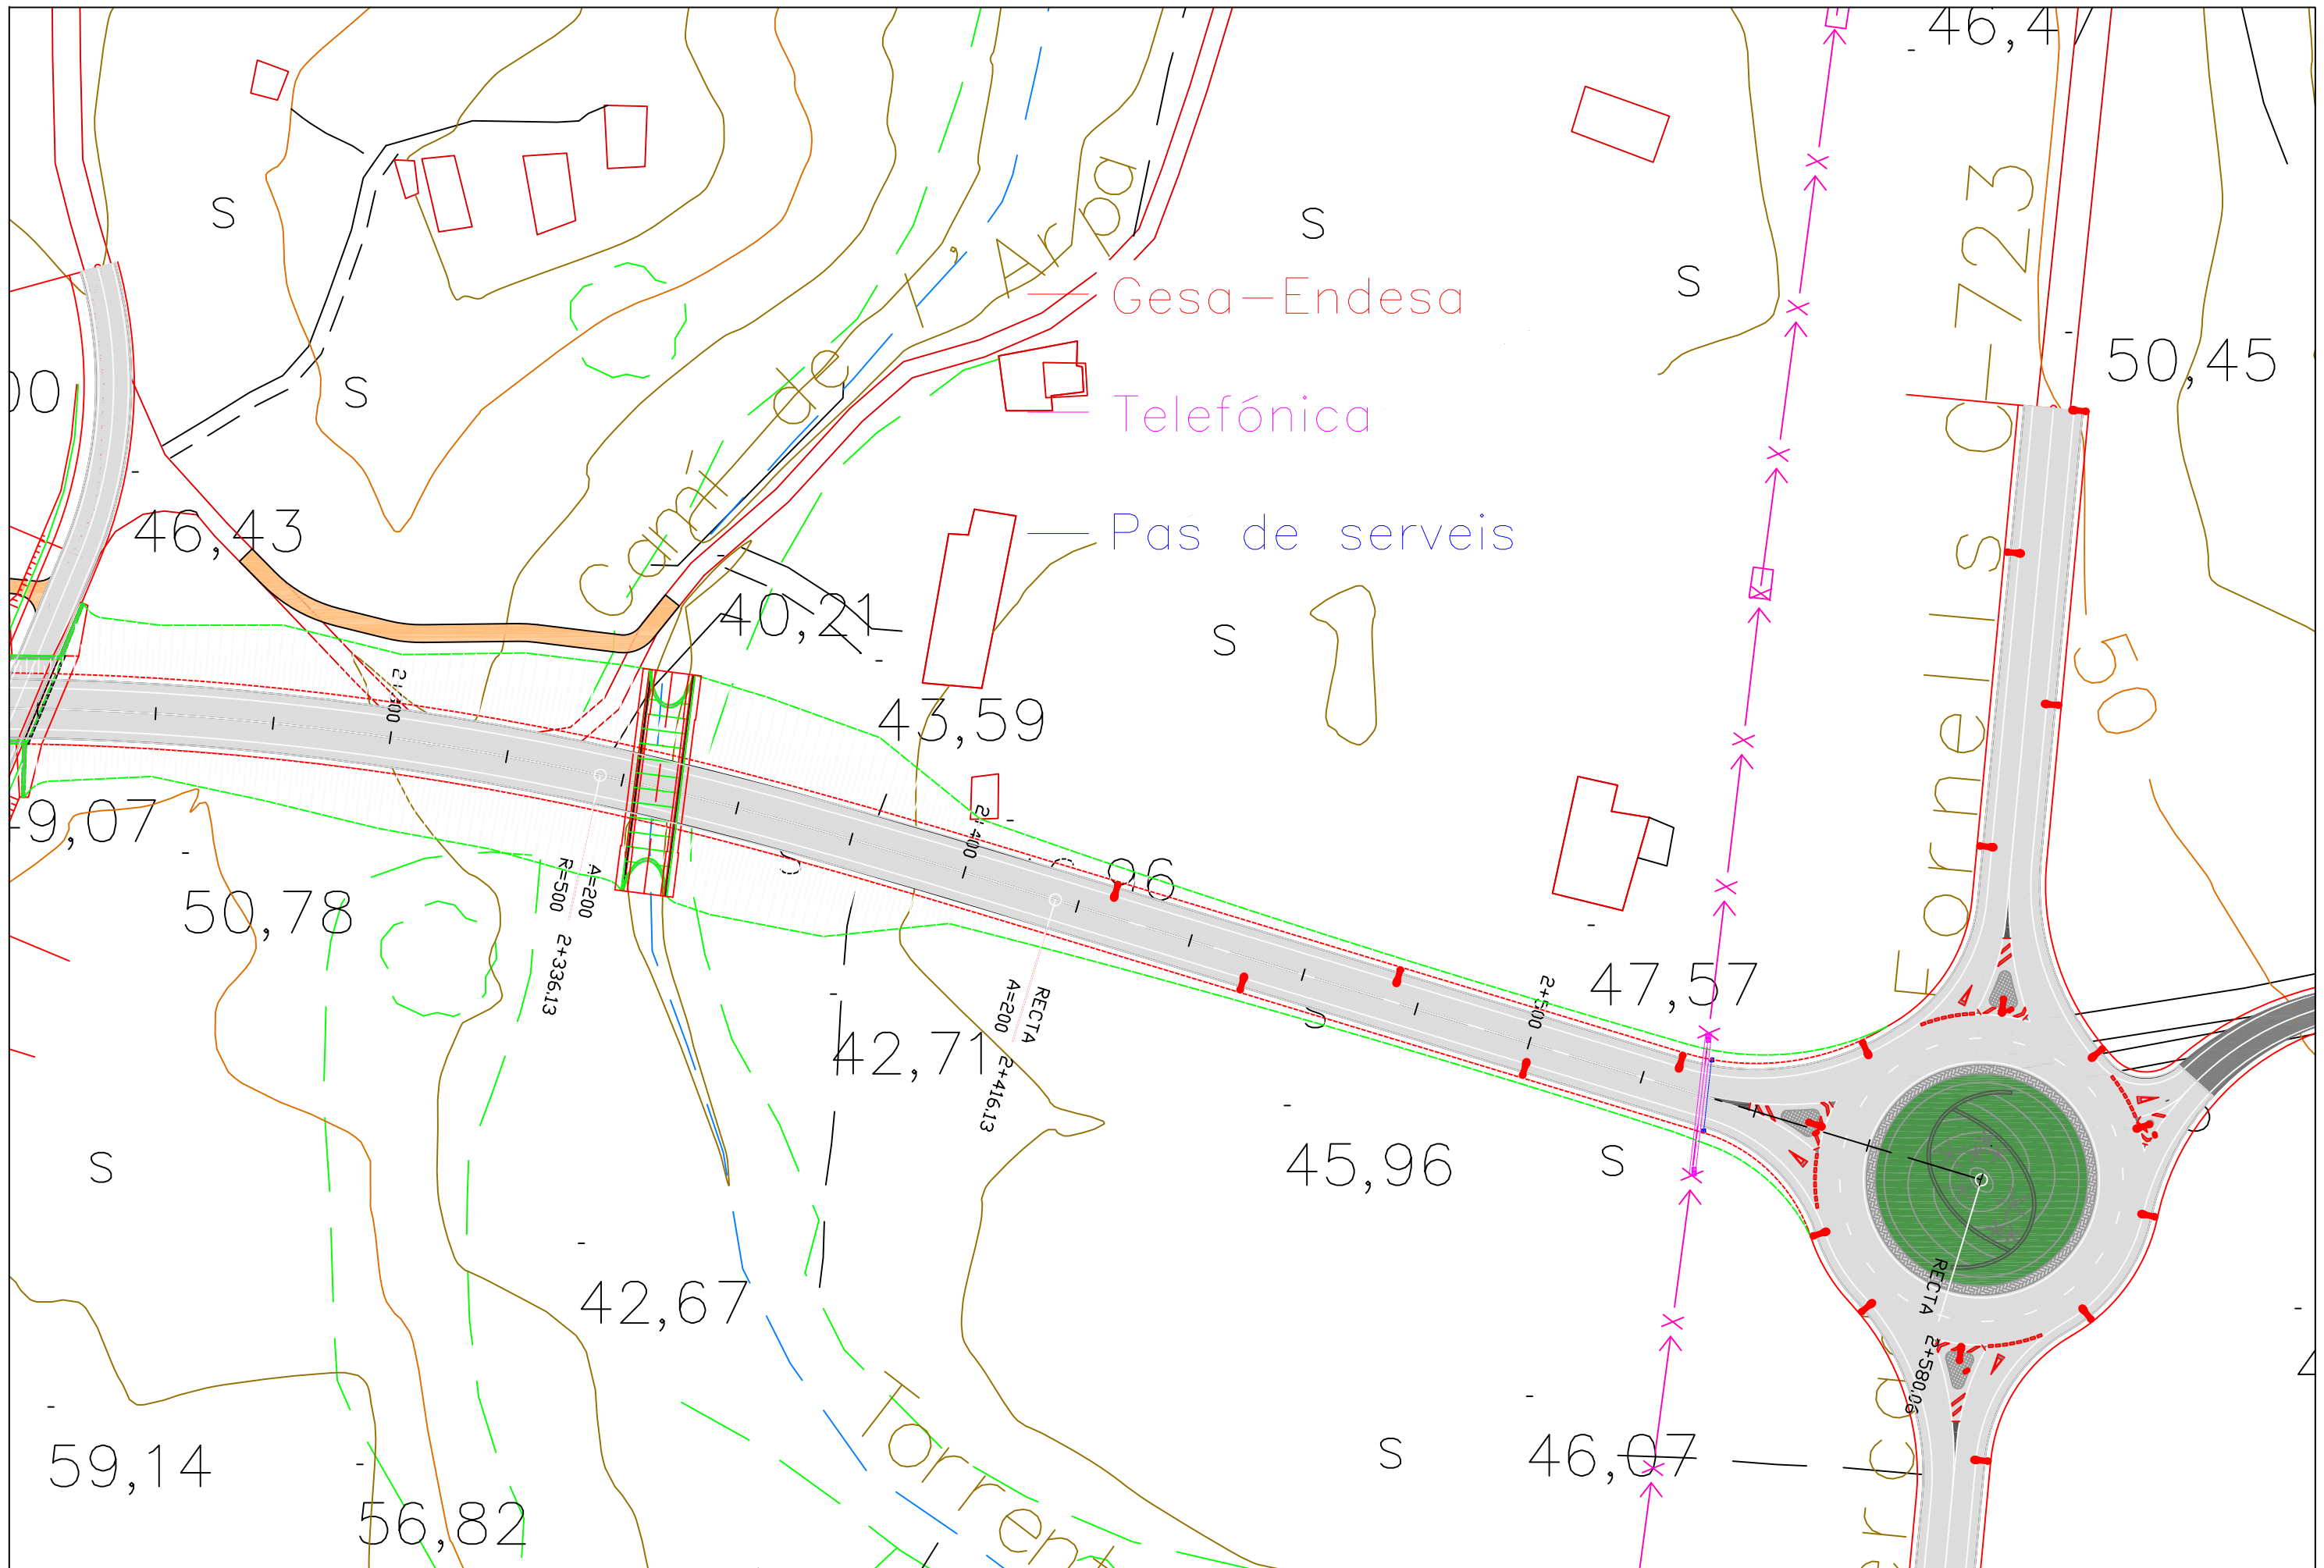 46,47
S
S
S
Camí de l'Arpa
Gesa-Endesa
Fornells C-723
50,45
00
S
Telefónica
46,43
Pas de serveis
40,21
S
50
43,59
9,07
50,78
2+400
R=500 A=200
2+336.13
RECTA
A=200
2+416.13
2+500
47,57
42,71
S
45,96
S
S
42,67
RECTA 2+580.06
59,14
56,82
Torrent
S
46,07